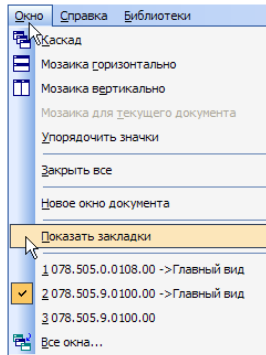 Окно Справка Библиотеки
Каскад
Мозаика горизонтально
Мозаика вертикально
Мозаика для текущего документа
Упорядочить значки
Закрыть все
Новое окно документа
Показать закладки
1 078.505.0.0108.00 ->Главный вид
2 078.505.9.0100.00 ->Главный вид
3 078.505.9.0100.00
Все окна...